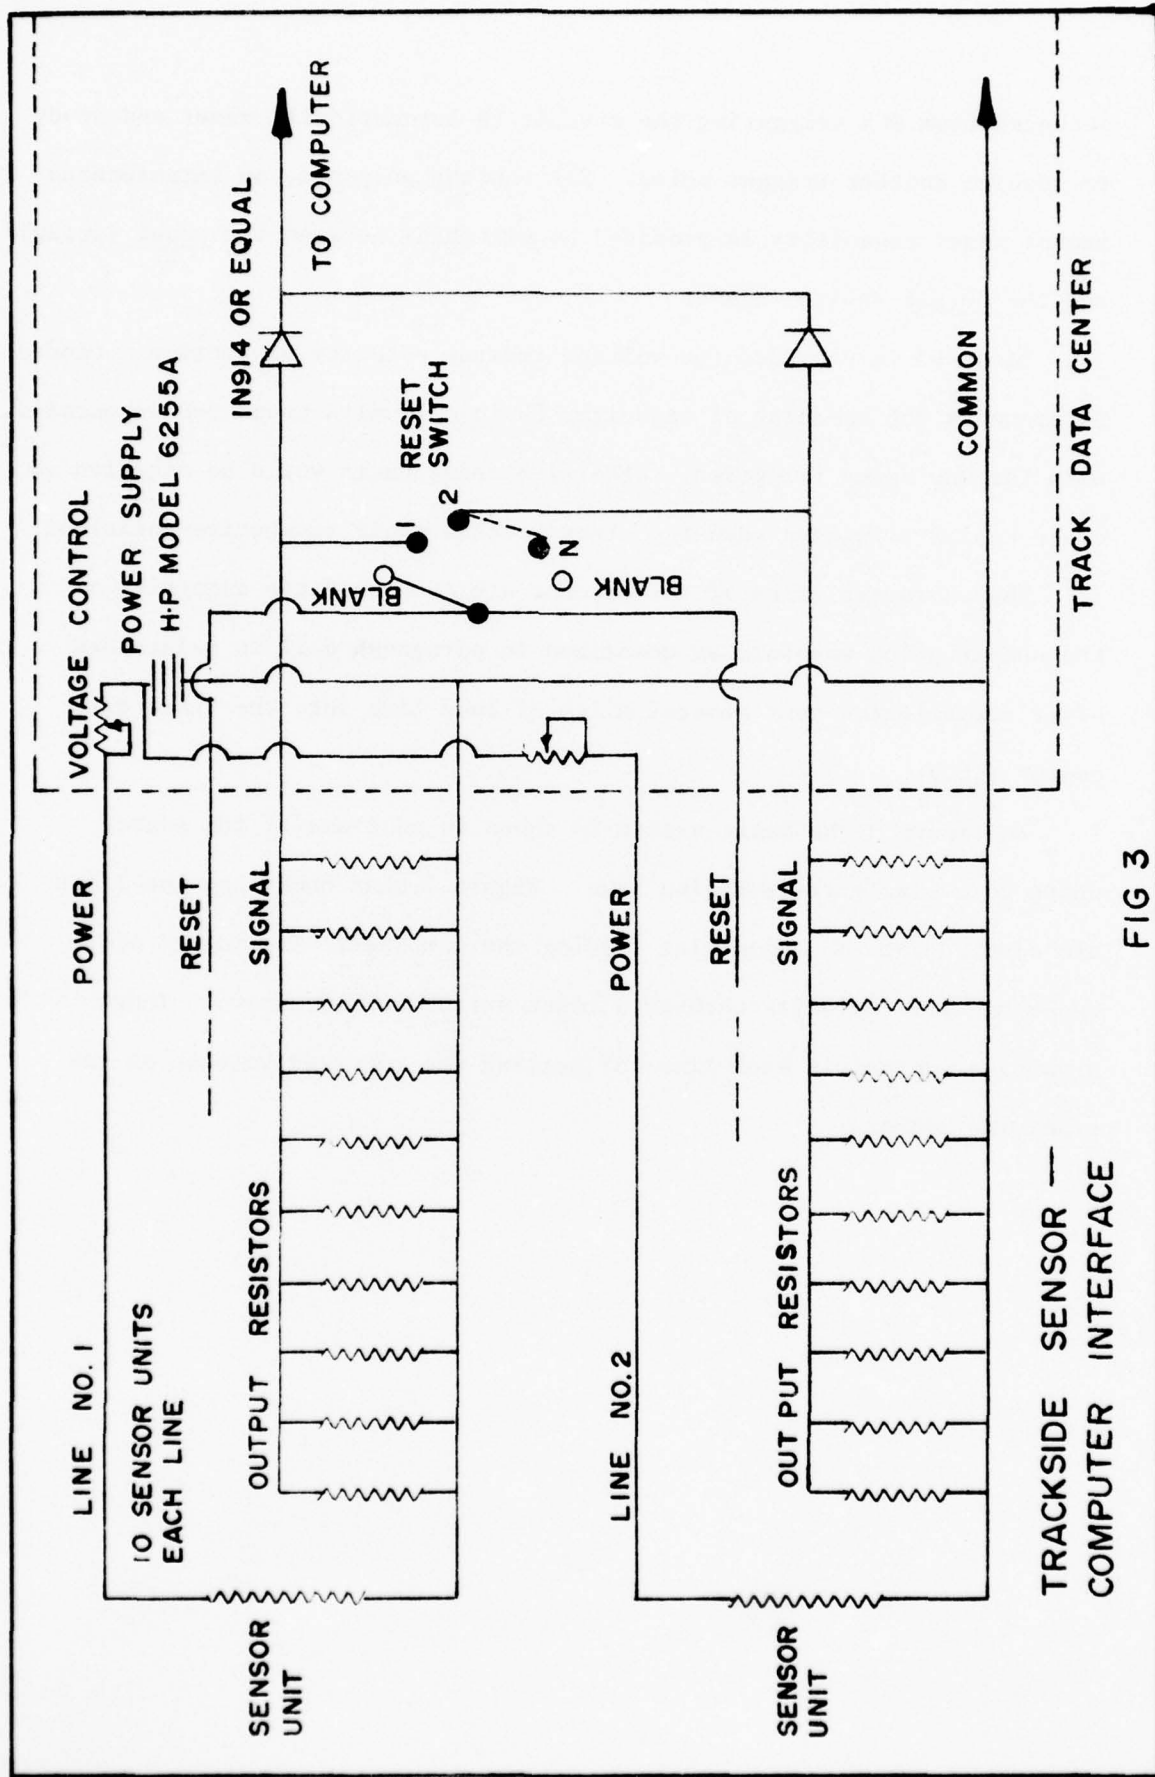 VOLTAGE CONTROL
POWER SUPPLY
H·P MODEL 6255A
IN914 OR EQUAL
TO COMPUTER
LINE NO. 1
POWER
10 SENSOR UNITS
EACH LINE
RESET
OUTPUT RESISTORS
SIGNAL
SENSOR
UNIT
BLANK
1
RESET
SWITCH
2
N
BLANK
LINE NO. 2
POWER
RESET
OUT PUT RESISTORS
SIGNAL
SENSOR
UNIT
COMMON
TRACK DATA CENTER
TRACKSIDE SENSOR —
COMPUTER INTERFACE
FIG 3